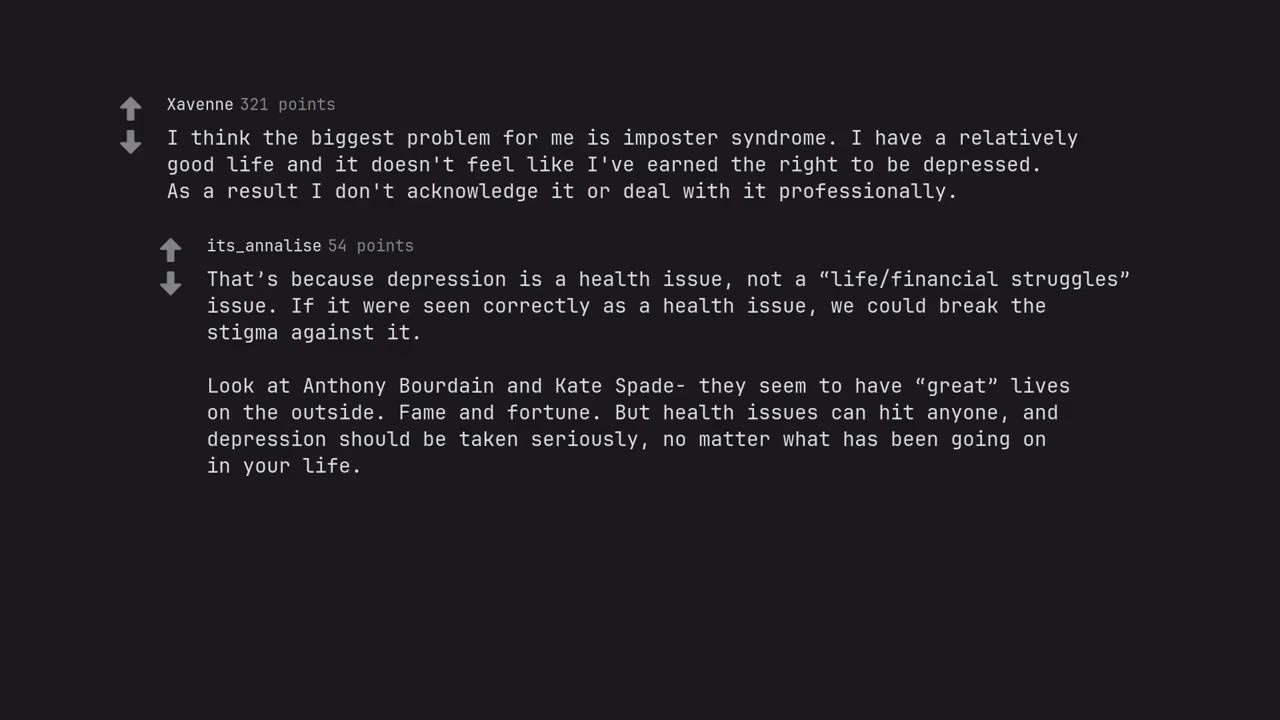 Xavenne 321 points
I think the biggest problem for me is imposter syndrome. I have a relatively
good life and it doesn't feel like I've earned the right to be depressed.
As a result I don't acknowledge it or deal with it professionally.
its_annalise 54 points
That’s because depression is a health issue, not a “life/financial struggles”
issue. If it were seen correctly as a health issue, we could break the
stigma against it.
Look at Anthony Bourdain and Kate Spade- they seem to have “great” lives
on the outside. Fame and fortune. But health issues can hit anyone, and
depression should be taken seriously, no matter what has been going on
in your life.